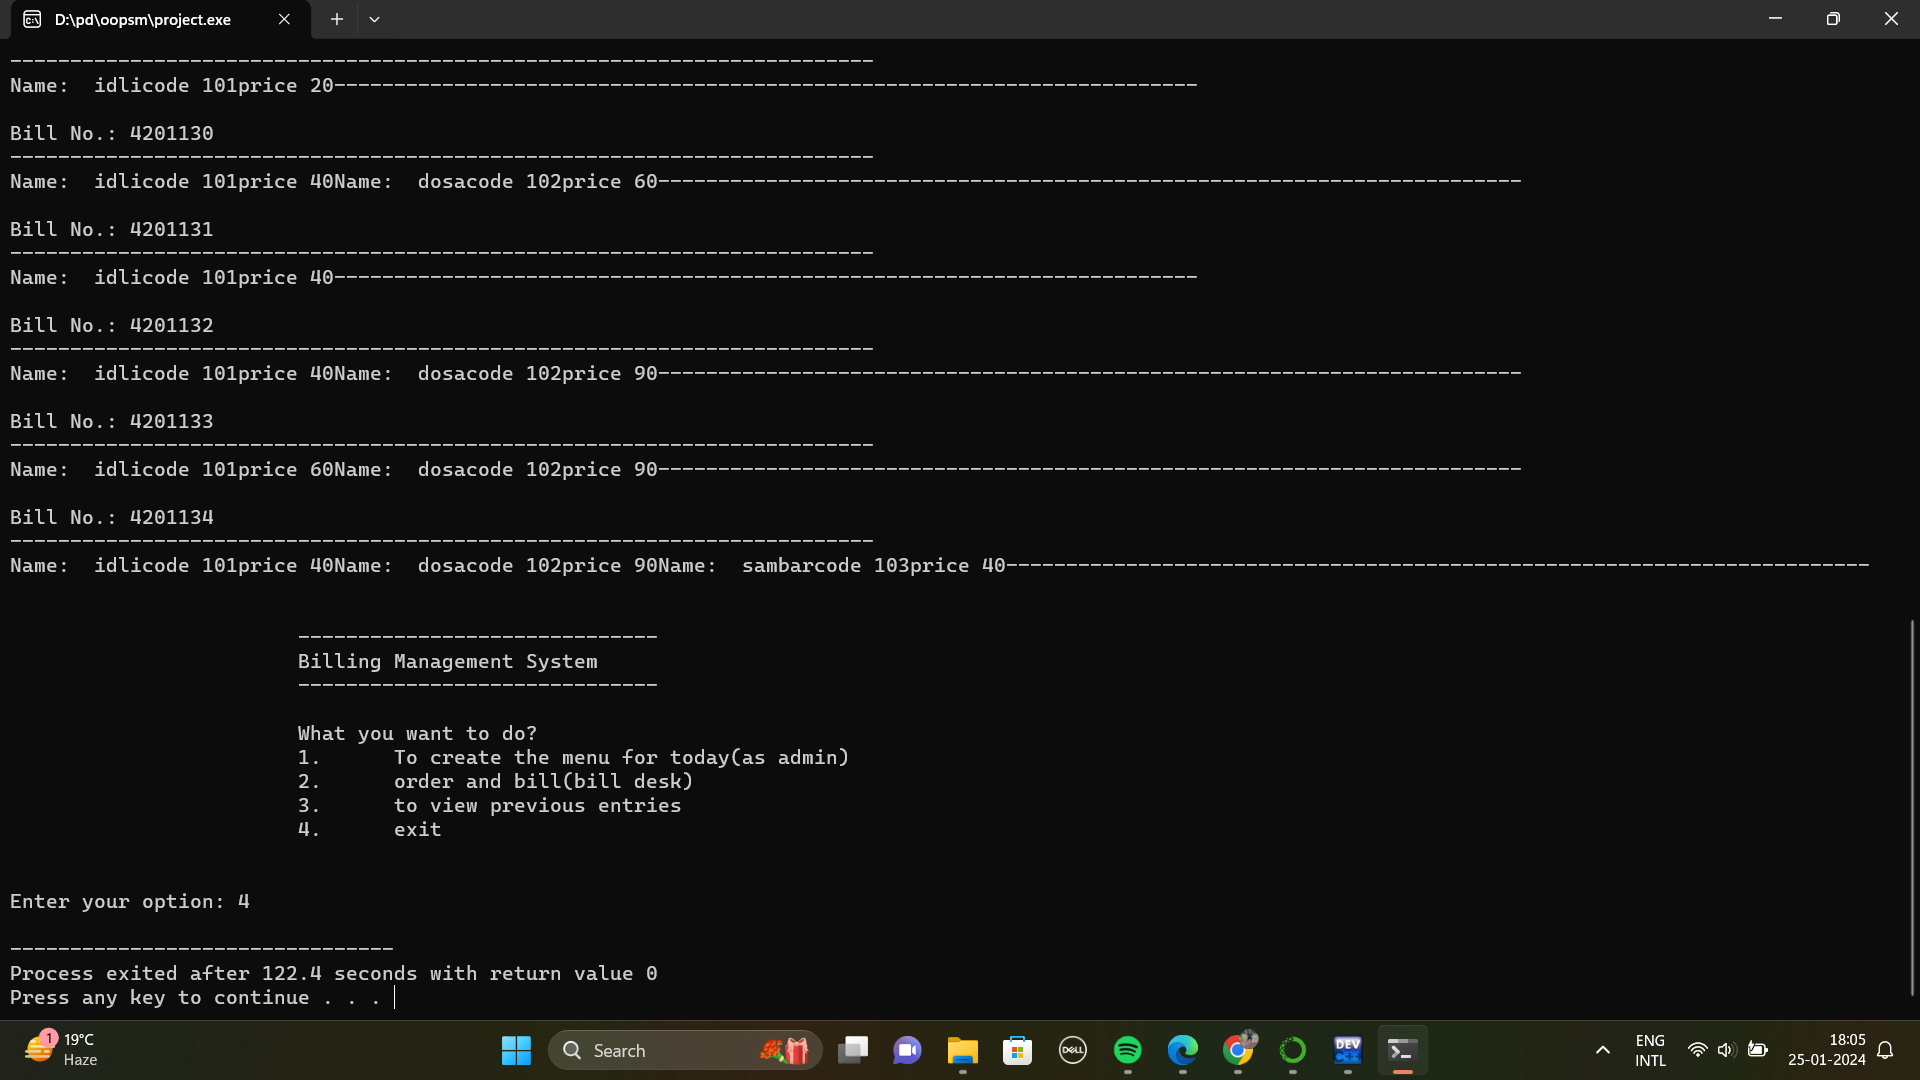 D:\pd\oopsm\project.exe
------------------------------------------------------------------------
Name:  idlicode 101price 20------------------------------------------------------------------------
Bill No.: 4201130
------------------------------------------------------------------------
Name:  idlicode 101price 40Name:  dosacode 102price 60------------------------------------------------------------------------
Bill No.: 4201131
------------------------------------------------------------------------
Name:  idlicode 101price 40------------------------------------------------------------------------
Bill No.: 4201132
------------------------------------------------------------------------
Name:  idlicode 101price 40Name:  dosacode 102price 90------------------------------------------------------------------------
Bill No.: 4201133
------------------------------------------------------------------------
Name:  idlicode 101price 60Name:  dosacode 102price 90------------------------------------------------------------------------
Bill No.: 4201134
------------------------------------------------------------------------
Name:  idlicode 101price 40Name:  dosacode 102price 90Name:  sambarcode 103price 40------------------------------------------------------------------------
------------------------------
Billing Management System
------------------------------
What you want to do?
1.      To create the menu for today(as admin)
2.      order and bill(bill desk)
3.      to view previous entries
4.      exit
Enter your option: 4
--------------------------------
Process exited after 122.4 seconds with return value 0
Press any key to continue . . .
1
19°C
Haze
Search
DELL
DEV
C++
ENG
INTL
18:05
25-01-2024